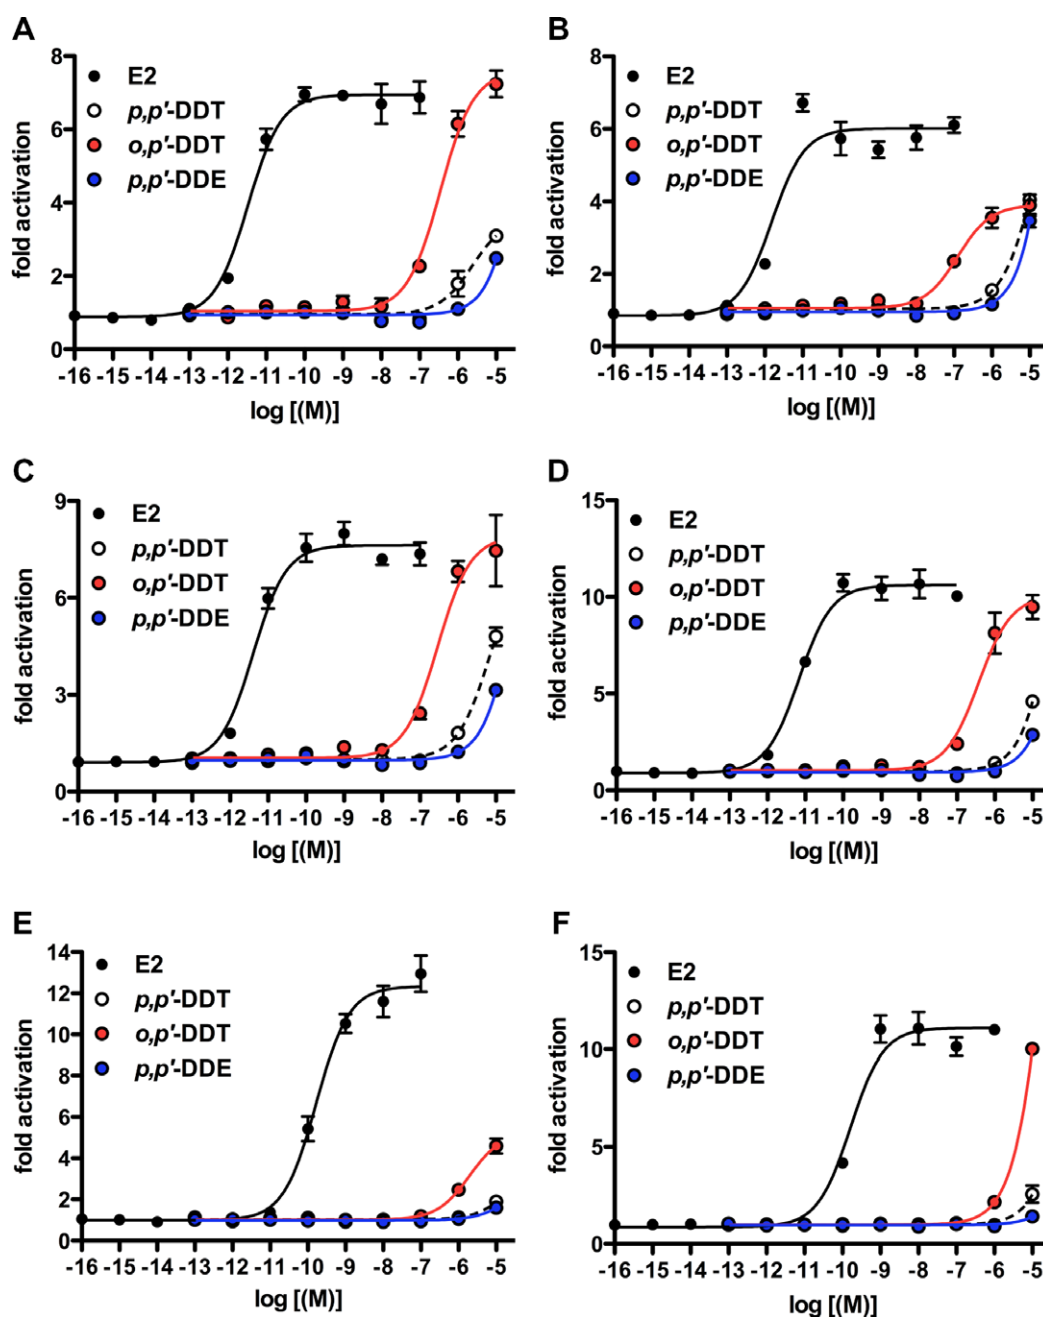 A
8
6
4
2
0
E2
p,p'-DDT
o,p'-DDT
p,p'-DDE
fold activation
-16 -15 -14 -13 -12 -11 -10 -9 -8 -7 -6 -5
log [(M)]
B
8
6
4
2
0
E2
p,p'-DDT
o,p'-DDT
p,p'-DDE
fold activation
-16 -15 -14 -13 -12 -11 -10 -9 -8 -7 -6 -5
log [(M)]
C
9
6
3
0
E2
p,p'-DDT
o,p'-DDT
p,p'-DDE
fold activation
-16 -15 -14 -13 -12 -11 -10 -9 -8 -7 -6 -5
log [(M)]
D
15
10
5
0
E2
p,p'-DDT
o,p'-DDT
p,p'-DDE
fold activation
-16 -15 -14 -13 -12 -11 -10 -9 -8 -7 -6 -5
log [(M)]
E
14
12
10
8
6
4
2
0
E2
p,p'-DDT
o,p'-DDT
p,p'-DDE
fold activation
-16 -15 -14 -13 -12 -11 -10 -9 -8 -7 -6 -5
log [(M)]
F
15
10
5
0
E2
p,p'-DDT
o,p'-DDT
p,p'-DDE
fold activation
-16 -15 -14 -13 -12 -11 -10 -9 -8 -7 -6 -5
log [(M)]